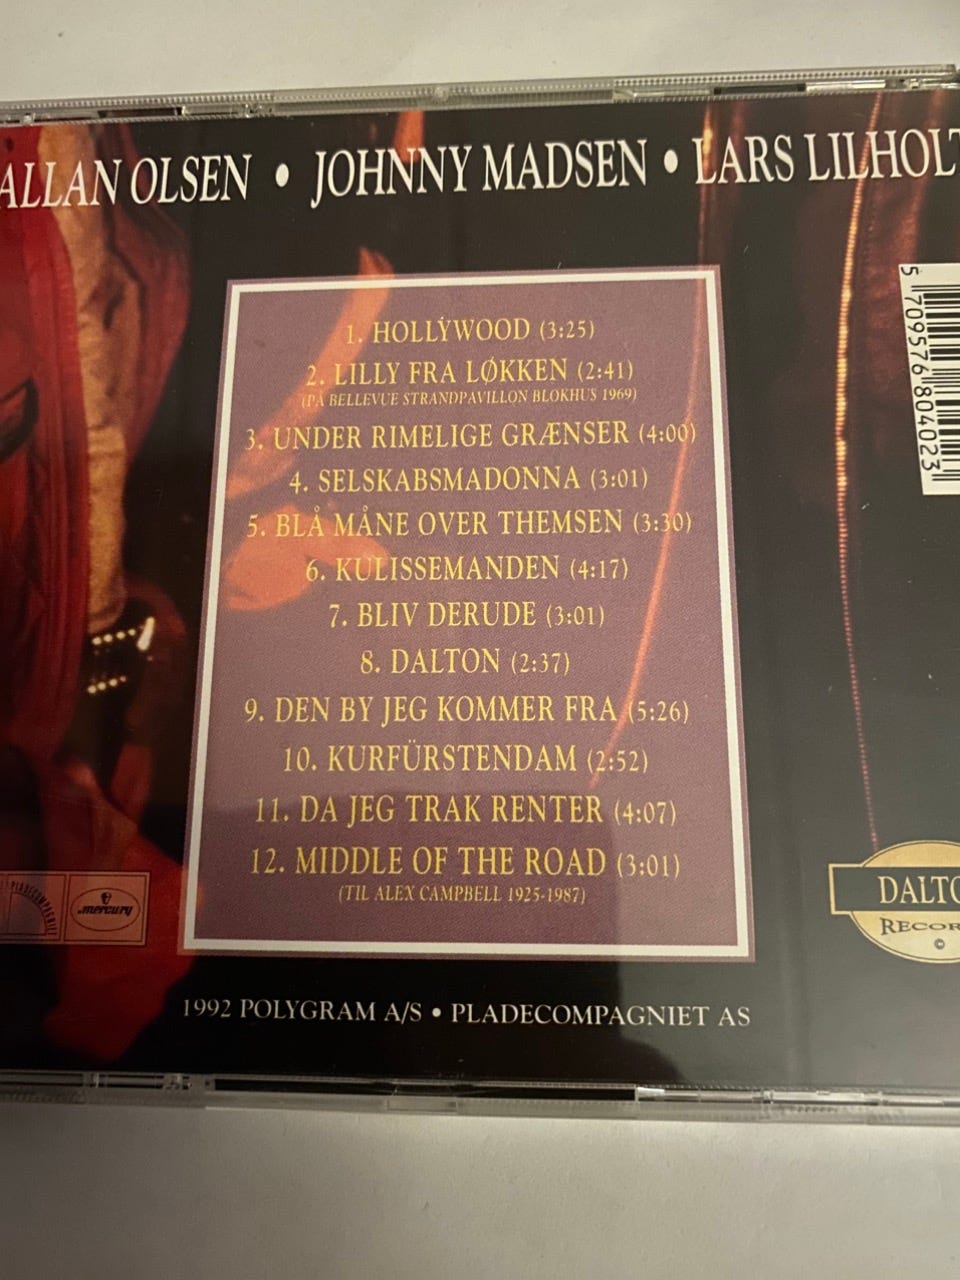 ALLAN OLSEN • JOHNNY MADSEN • LARS LILHOLT
1. HOLLYWOOD (3:25)
2. LILLY FRA LØKKEN (2:41)
(PÅ BELLEVUE STRANDPAVILLON BLOKHUS 1969)
3. UNDER RIMELIGE GRÆNSER (4:00)
4. SELSKABSMADONNA (3:01)
5. BLÅ MÅNE OVER THEMSEN (3:30)
6. KULISSEMANDEN (4:17)
7. BLIV DERUDE (3:01)
8. DALTON (2:37)
9. DEN BY JEG KOMMER FRA (5:26)
10. KURFÜRSTENDAM (2:52)
11. DA JEG TRAK RENTER (4:07)
12. MIDDLE OF THE ROAD (3:01)
(TIL ALEX CAMPBELL 1925-1987)
5 709576 804023
PLADECOMPAGNIET
mercury
DALTO
RECOR
©
1992 POLYGRAM A/S • PLADECOMPAGNIET AS